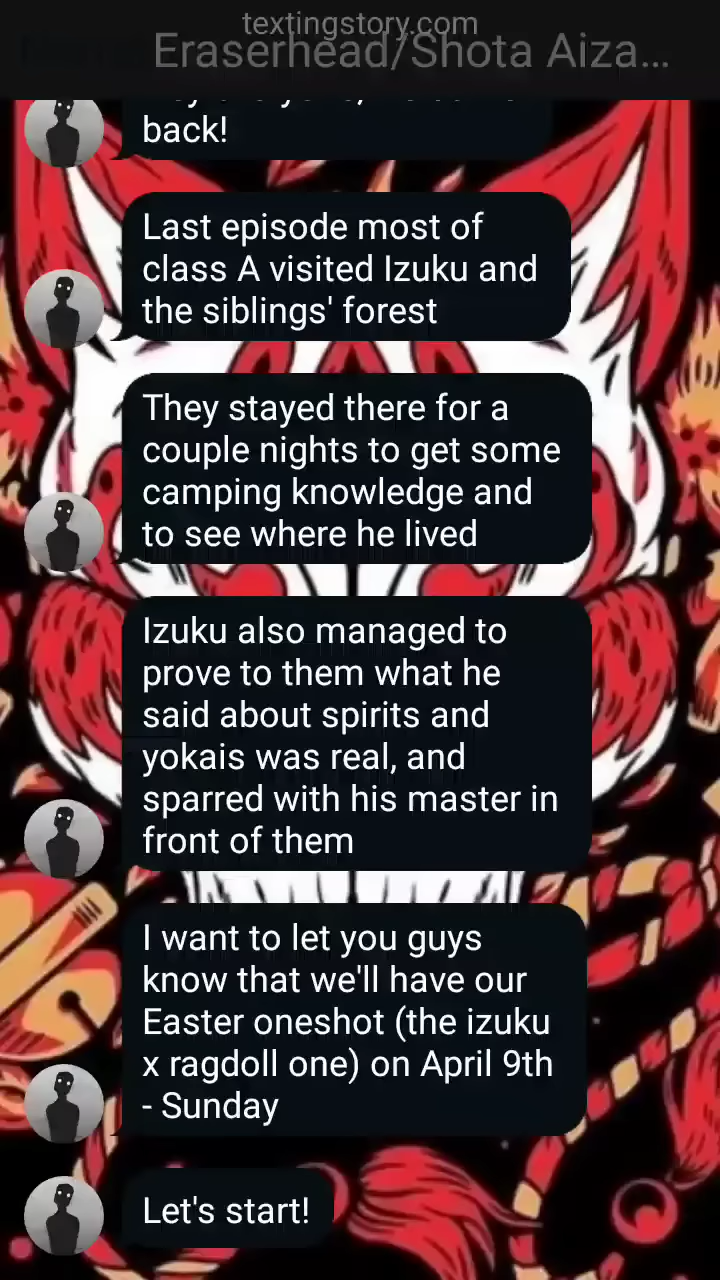 textingstory.com
Eraserhead/Shota Aiza...
back!
Last episode most of
class A visited Izuku and
the siblings' forest
They stayed there for a
couple nights to get some
camping knowledge and
to see where he lived
Izuku also managed to
prove to them what he
said about spirits and
yokais was real, and
sparred with his master in
front of them
I want to let you guys
know that we'll have our
Easter oneshot (the izuku
x ragdoll one) on April 9th
- Sunday
Let's start!